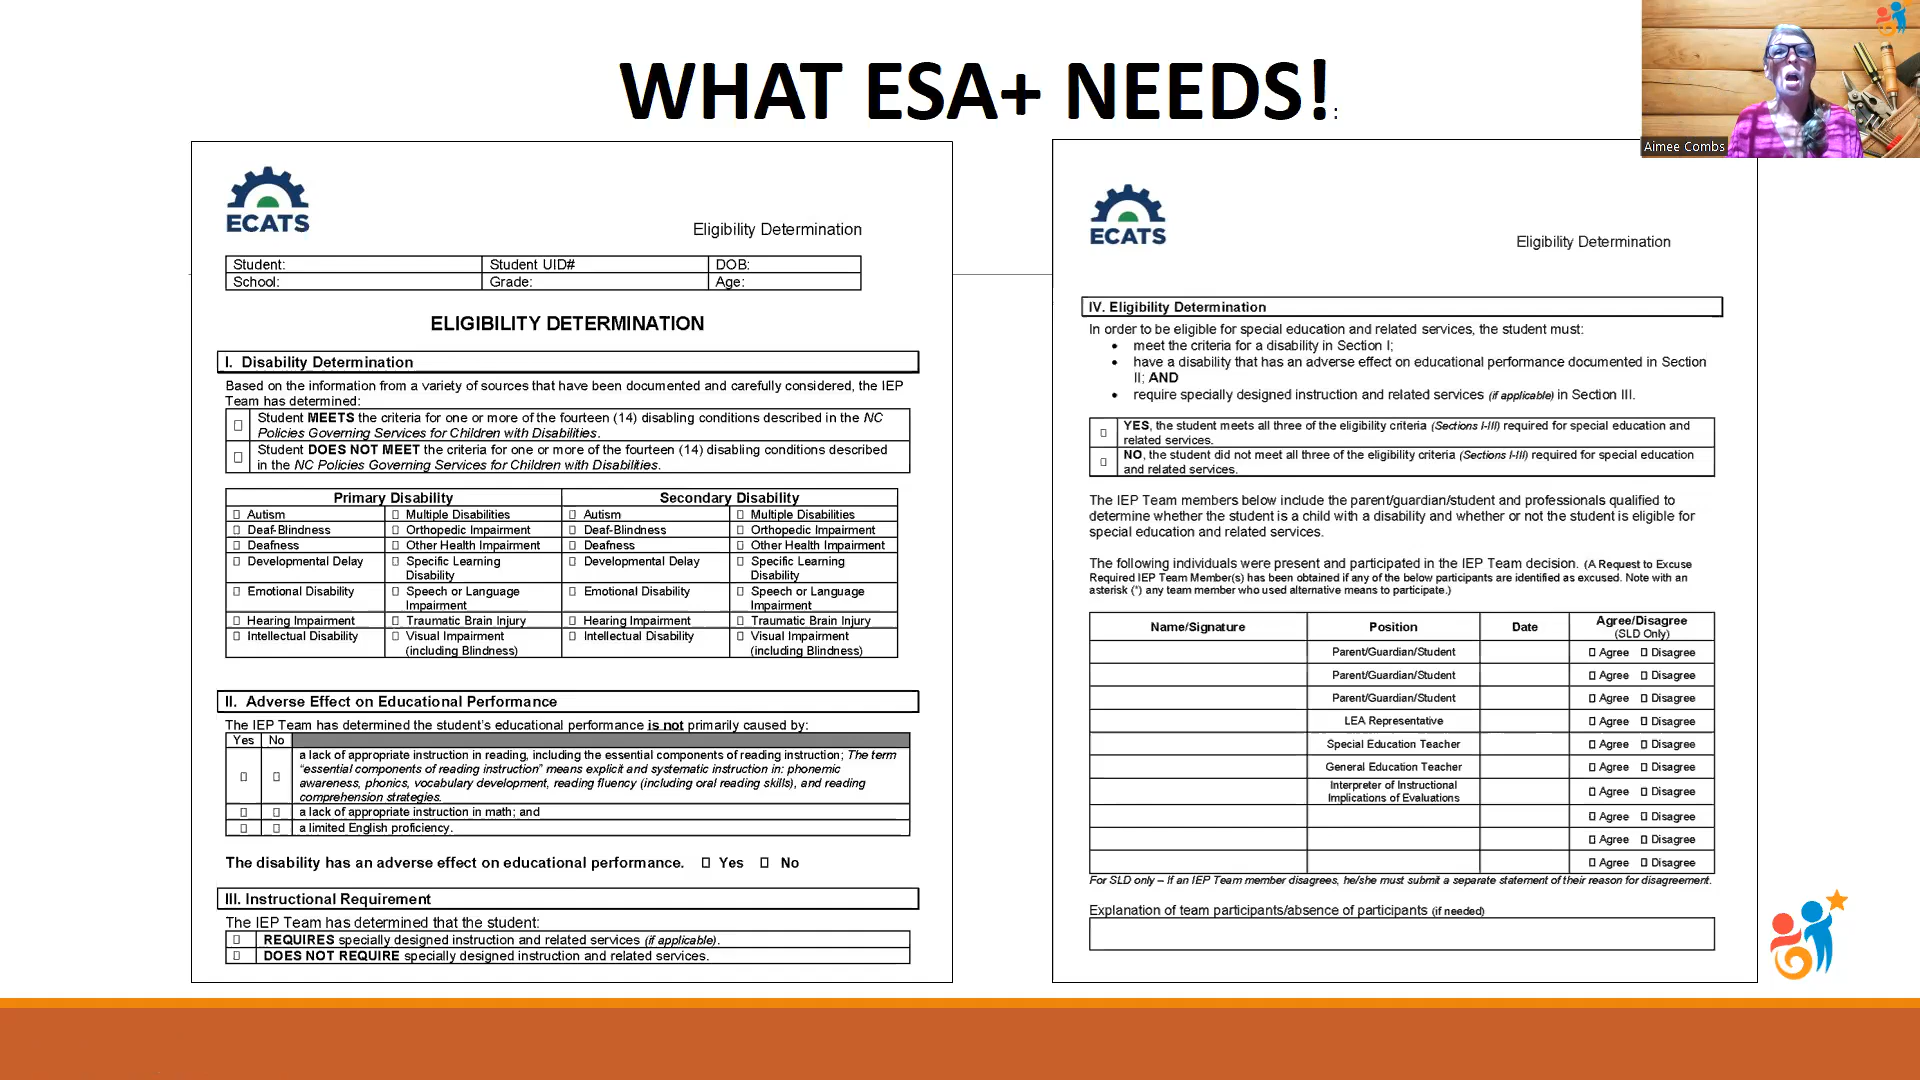 WHAT ESA+ NEEDS!:
Aimee Combs
ECATS
Eligibility Determination
Student: Student UID# DOB:
School: Grade: Age:
ELIGIBILITY DETERMINATION
I. Disability Determination
Based on the information from a variety of sources that have been documented and carefully considered, the IEP
Team has determined:
Student MEETS the criteria for one or more of the fourteen (14) disabling conditions described in the NC
Policies Governing Services for Children with Disabilities.
Student DOES NOT MEET the criteria for one or more of the fourteen (14) disabling conditions described
in the NC Policies Governing Services for Children with Disabilities.
Primary Disability Secondary Disability
Autism Multiple Disabilities Autism Multiple Disabilities
Deaf-Blindness Orthopedic Impairment Deaf-Blindness Orthopedic Impairment
Deafness Other Health Impairment Deafness Other Health Impairment
Developmental Delay Specific Learning Developmental Delay Specific Learning
Disability Disability
Emotional Disability Speech or Language Emotional Disability Speech or Language
Impairment Impairment
Hearing Impairment Traumatic Brain Injury Hearing Impairment Traumatic Brain Injury
Intellectual Disability Visual Impairment Intellectual Disability Visual Impairment
(including Blindness) (including Blindness)
II. Adverse Effect on Educational Performance
The IEP Team has determined the student's educational performance is not primarily caused by:
Yes No
a lack of appropriate instruction in reading, including the essential components of reading instruction; The term
"essential components of reading instruction" means explicit and systematic instruction in: phonemic
awareness, phonics, vocabulary development, reading fluency (including oral reading skills), and reading
comprehension strategies.
a lack of appropriate instruction in math; and
a limited English proficiency.
The disability has an adverse effect on educational performance. Yes No
III. Instructional Requirement
The IEP Team has determined that the student:
REQUIRES specially designed instruction and related services (if applicable).
DOES NOT REQUIRE specially designed instruction and related services.
ECATS
Eligibility Determination
IV. Eligibility Determination
In order to be eligible for special education and related services, the student must:
• meet the criteria for a disability in Section I;
• have a disability that has an adverse effect on educational performance documented in Section
II; AND
• require specially designed instruction and related services (if applicable) in Section III.
YES, the student meets all three of the eligibility criteria (Sections I-III) required for special education and
related services.
NO, the student did not meet all three of the eligibility criteria (Sections I-III) required for special education
and related services.
The IEP Team members below include the parent/guardian/student and professionals qualified to
determine whether the student is a child with a disability and whether or not the student is eligible for
special education and related services.
The following individuals were present and participated in the IEP Team decision. (A Request to Excuse
Required IEP Team Member(s) has been obtained if any of the below participants are identified as excused. Note with an
asterisk (*) any team member who used alternative means to participate.)
Name/Signature Position Date Agree/Disagree
(SLD Only)
Parent/Guardian/Student Agree Disagree
Parent/Guardian/Student Agree Disagree
Parent/Guardian/Student Agree Disagree
LEA Representative Agree Disagree
Special Education Teacher Agree Disagree
General Education Teacher Agree Disagree
Interpreter of Instructional
Implications of Evaluations Agree Disagree
Agree Disagree
Agree Disagree
Agree Disagree
For SLD only – If an IEP Team member disagrees, he/she must submit a separate statement of their reason for disagreement.
Explanation of team participants/absence of participants (if needed)